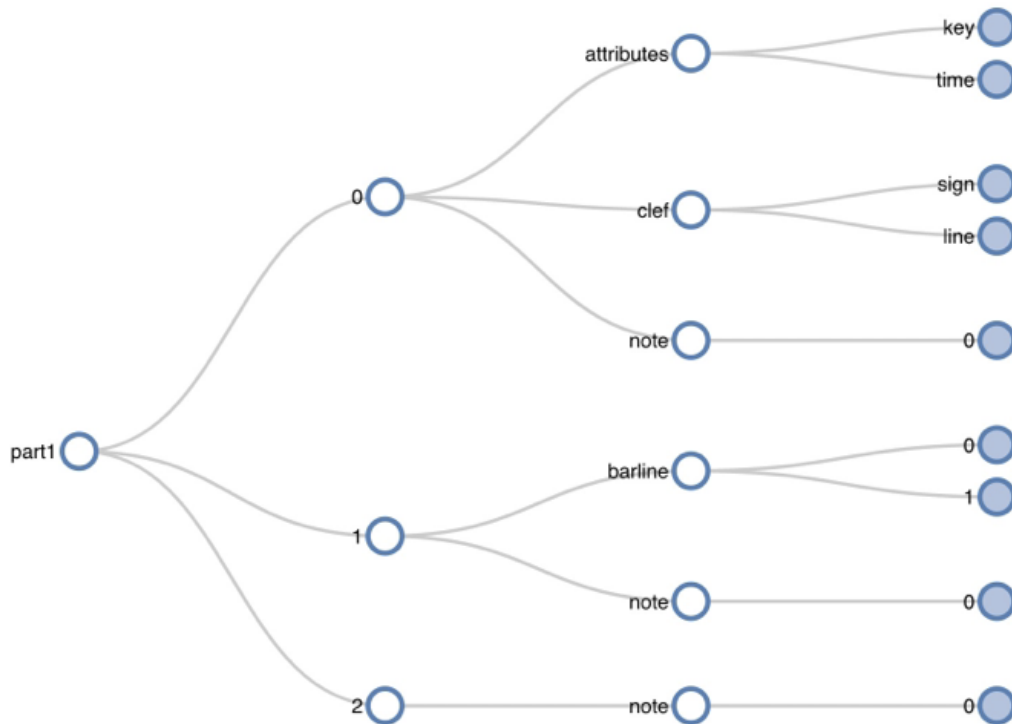 key
attributes
time
sign
0
clef
line
note 0
part1
0
barline
1
1
note 0
2 note 0